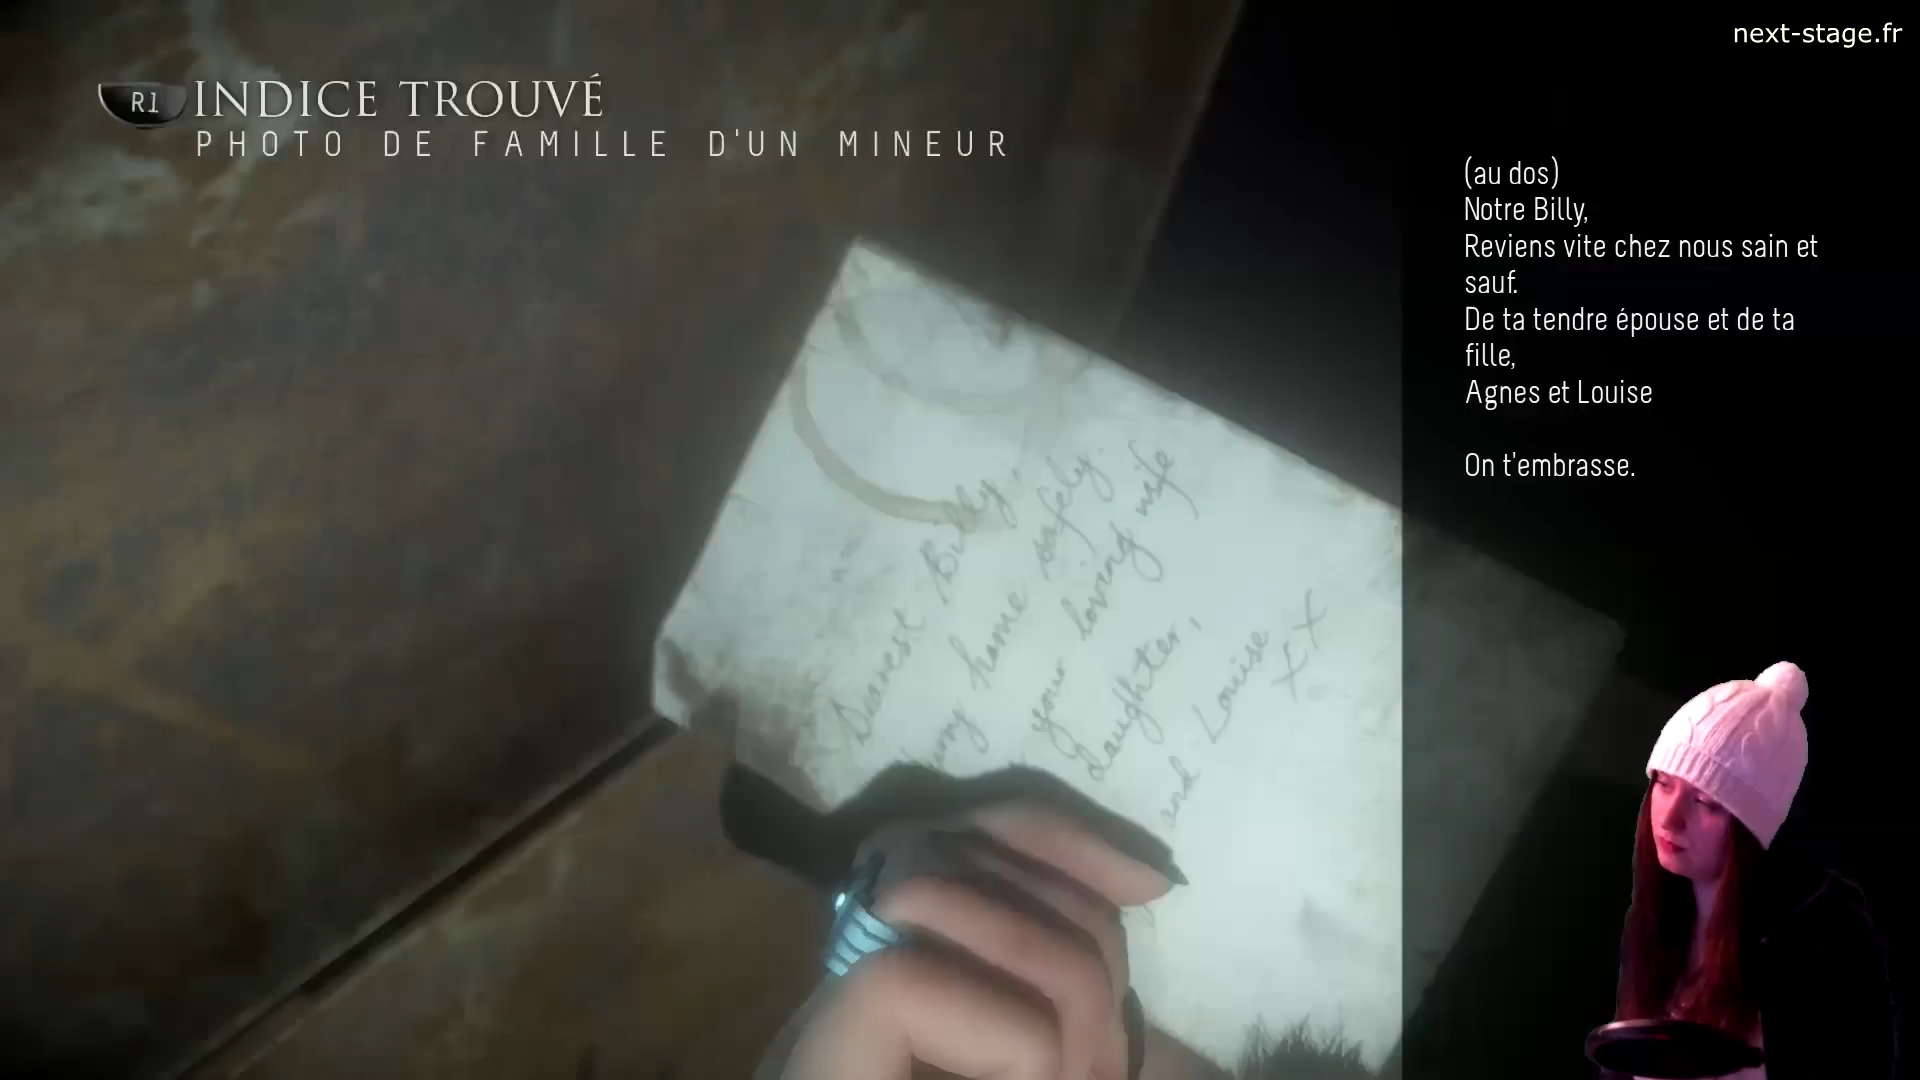 next-stage.fr
R1 INDICE TROUVÉ
PHOTO DE FAMILLE D'UN MINEUR
(au dos)
Notre Billy,
Reviens vite chez nous sain et
sauf.
De ta tendre épouse et de ta
fille,
Agnes et Louise
On t'embrasse.
Dearest Billy,
home safely.
your loving wife
daughter,
and Louise
XX